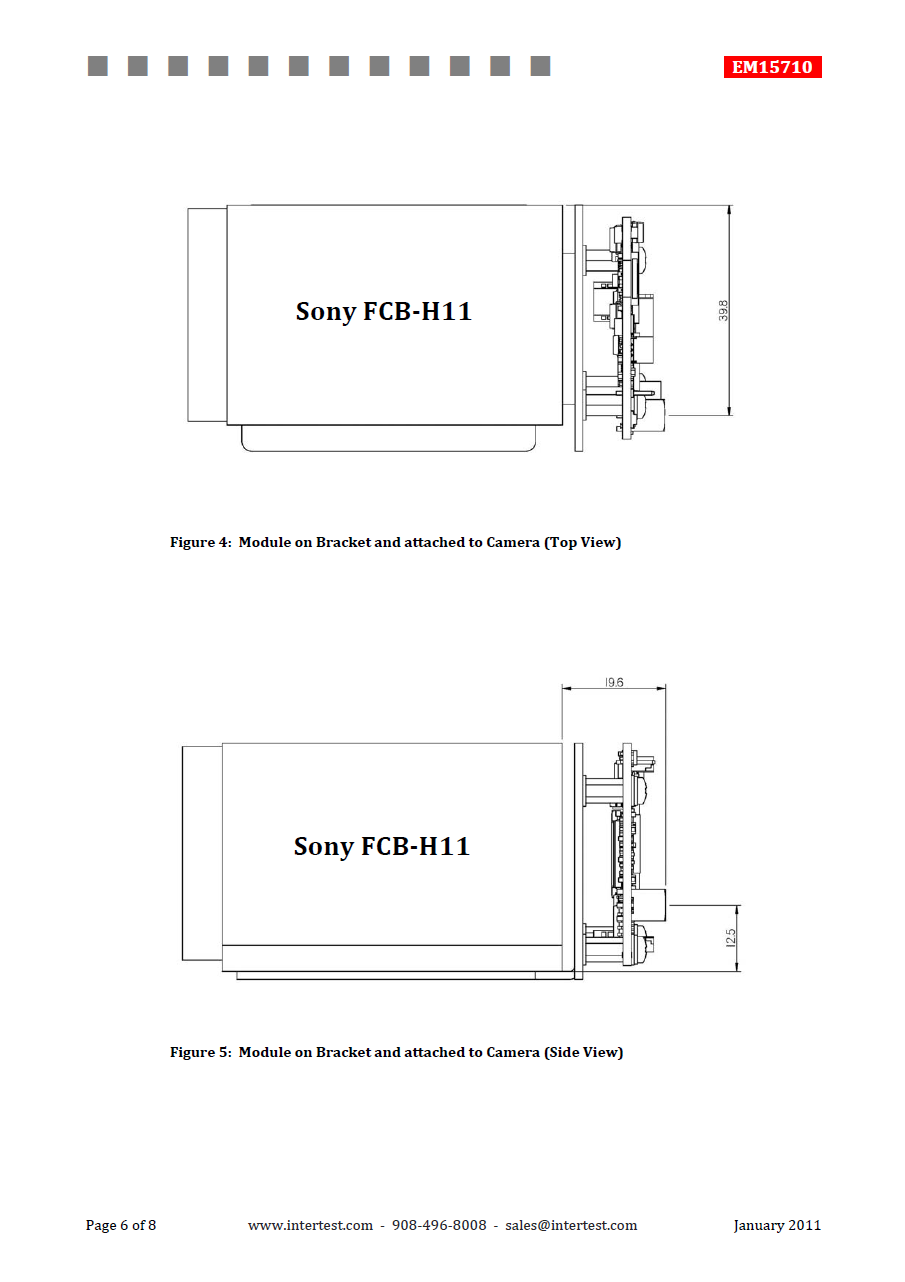 EM15710
Sony FCB-H11
39.8
Figure 4: Module on Bracket and attached to Camera (Top View)
19.6
Sony FCB-H11
12.5
Figure 5: Module on Bracket and attached to Camera (Side View)
Page 6 of 8 www.intertest.com - 908-496-8008 - sales@intertest.com January 2011